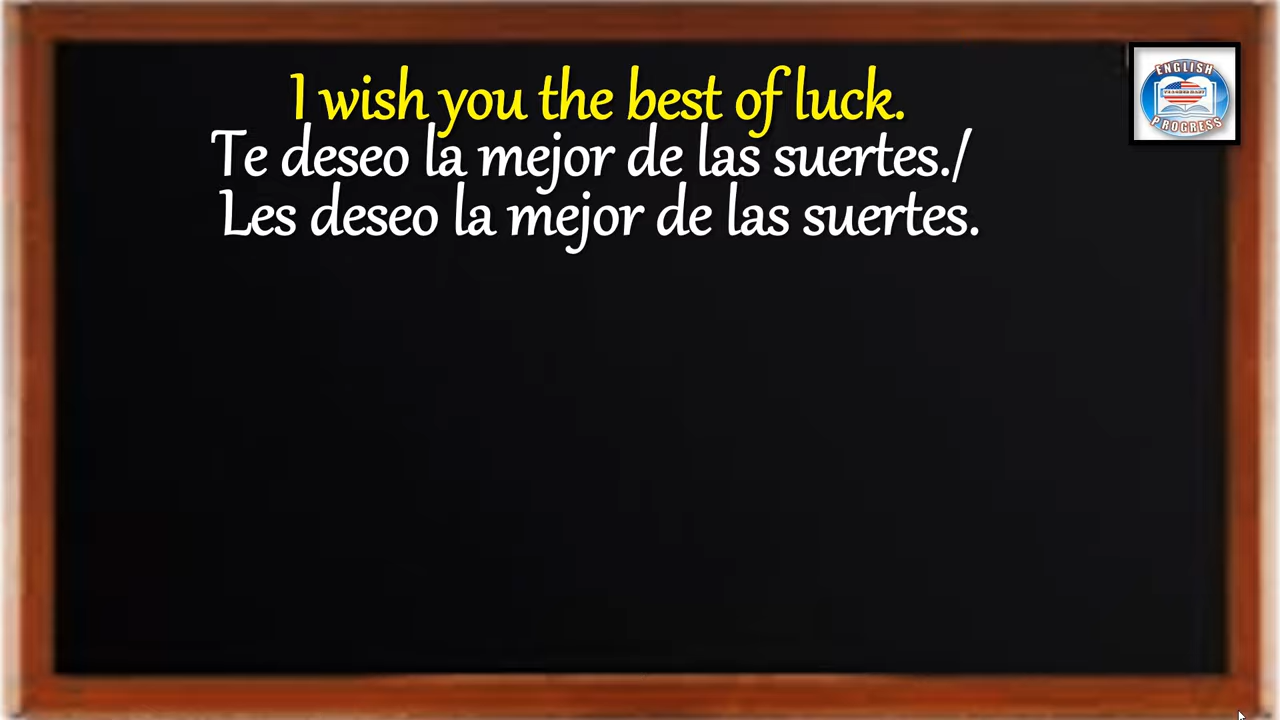 I wish you the best of luck.
Te deseo la mejor de las suertes./
Les deseo la mejor de las suertes.
ENGLISH
PROGRESS